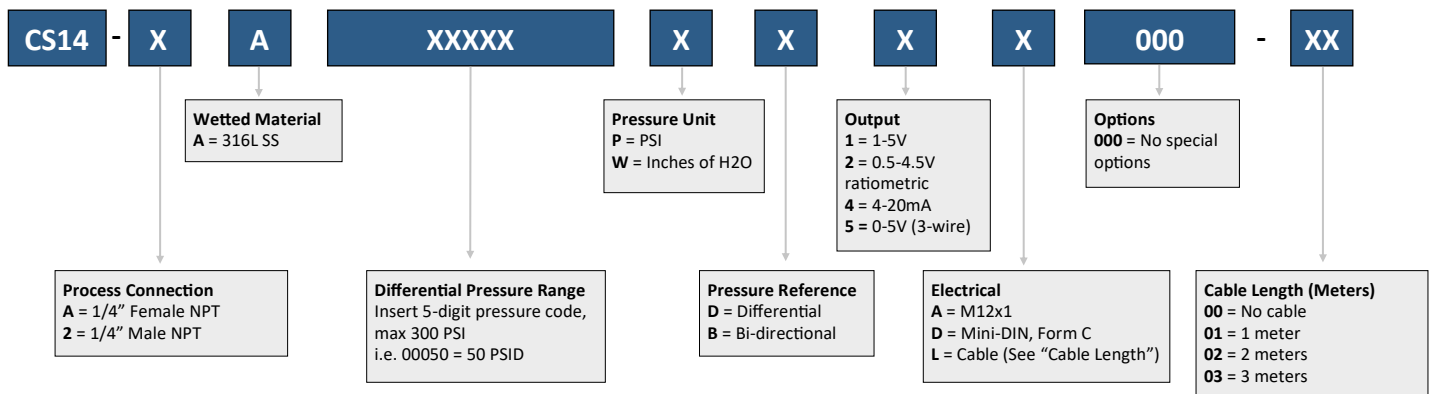 CS14 - X A XXXXX X X X X 000 - XX
Wetted Material
A = 316L SS
Pressure Unit
P = PSI
W = Inches of H2O
Output
1 = 1-5V
2 = 0.5-4.5V
ratiometric
4 = 4-20mA
5 = 0-5V (3-wire)
Options
000 = No special
options
Process Connection
A = 1/4” Female NPT
2 = 1/4” Male NPT
Differential Pressure Range
Insert 5-digit pressure code,
max 300 PSI
i.e. 00050 = 50 PSID
Pressure Reference
D = Differential
B = Bi-directional
Electrical
A = M12x1
D = Mini-DIN, Form C
L = Cable (See “Cable Length”)
Cable Length (Meters)
00 = No cable
01 = 1 meter
02 = 2 meters
03 = 3 meters